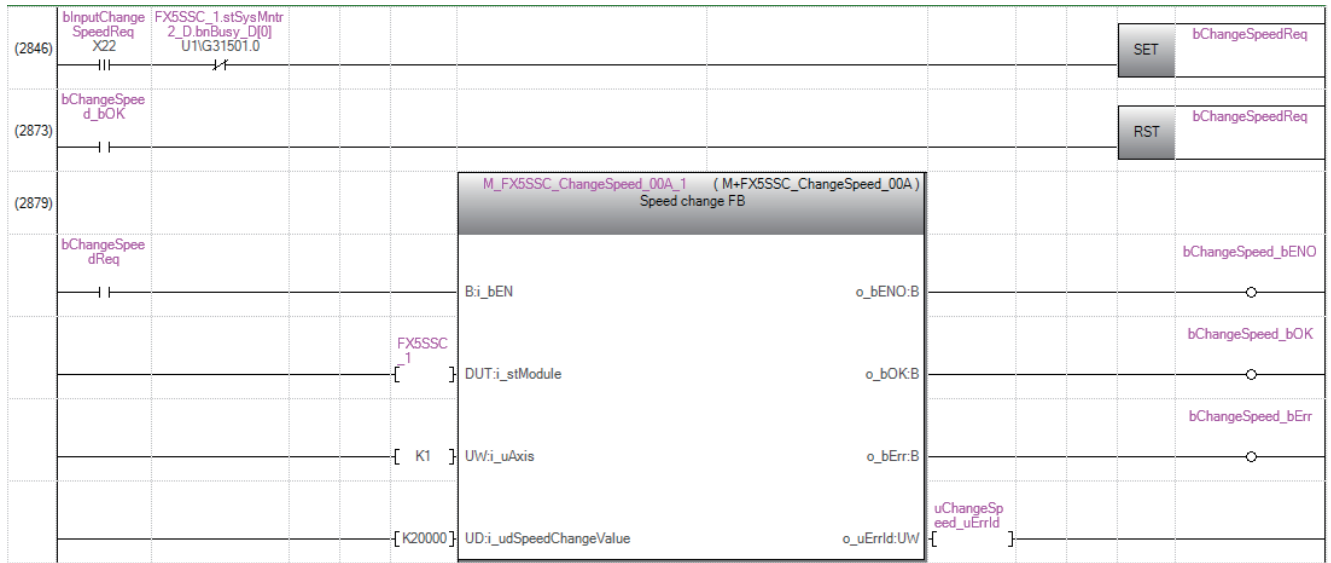 bInputChange
SpeedReq
X22
FX5SSC_1.stSysMntr
2_D.bnBusy_D[0]
U1\G31501.0
(2846)
SET
bChangeSpeedReq
bChangeSpee
d_bOK
(2873)
RST
bChangeSpeedReq
M_FX5SSC_ChangeSpeed_00A_1 (M+FX5SSC_ChangeSpeed_00A)
Speed change FB
(2879)
bChangeSpee
dReq
bChangeSpeed_bENO
B:i_bEN
o_bENO:B
FX5SSC
_1
bChangeSpeed_bOK
DUT:i_stModule
o_bOK:B
bChangeSpeed_bErr
K1
UW:i_uAxis
o_bErr:B
uChangeSp
eed_uErrId
K20000
UD:i_udSpeedChangeValue
o_uErrId:UW